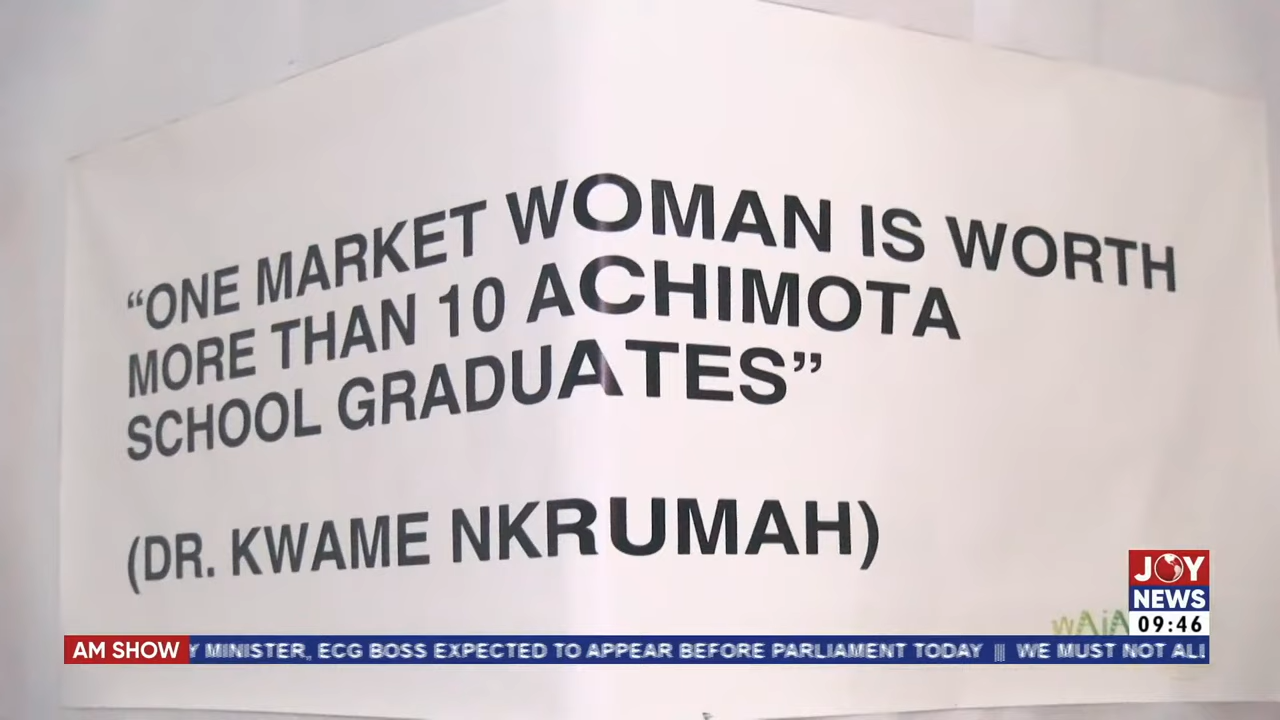 “ONE MARKET WOMAN IS WORTH
MORE THAN 10 ACHIMOTA
SCHOOL GRADUATES”
(DR. KWAME NKRUMAH)
wAiA
JOY
NEWS
09:46
AM SHOW
MINISTER, ECG BOSS EXPECTED TO APPEAR BEFORE PARLIAMENT TODAY ||| WE MUST NOT